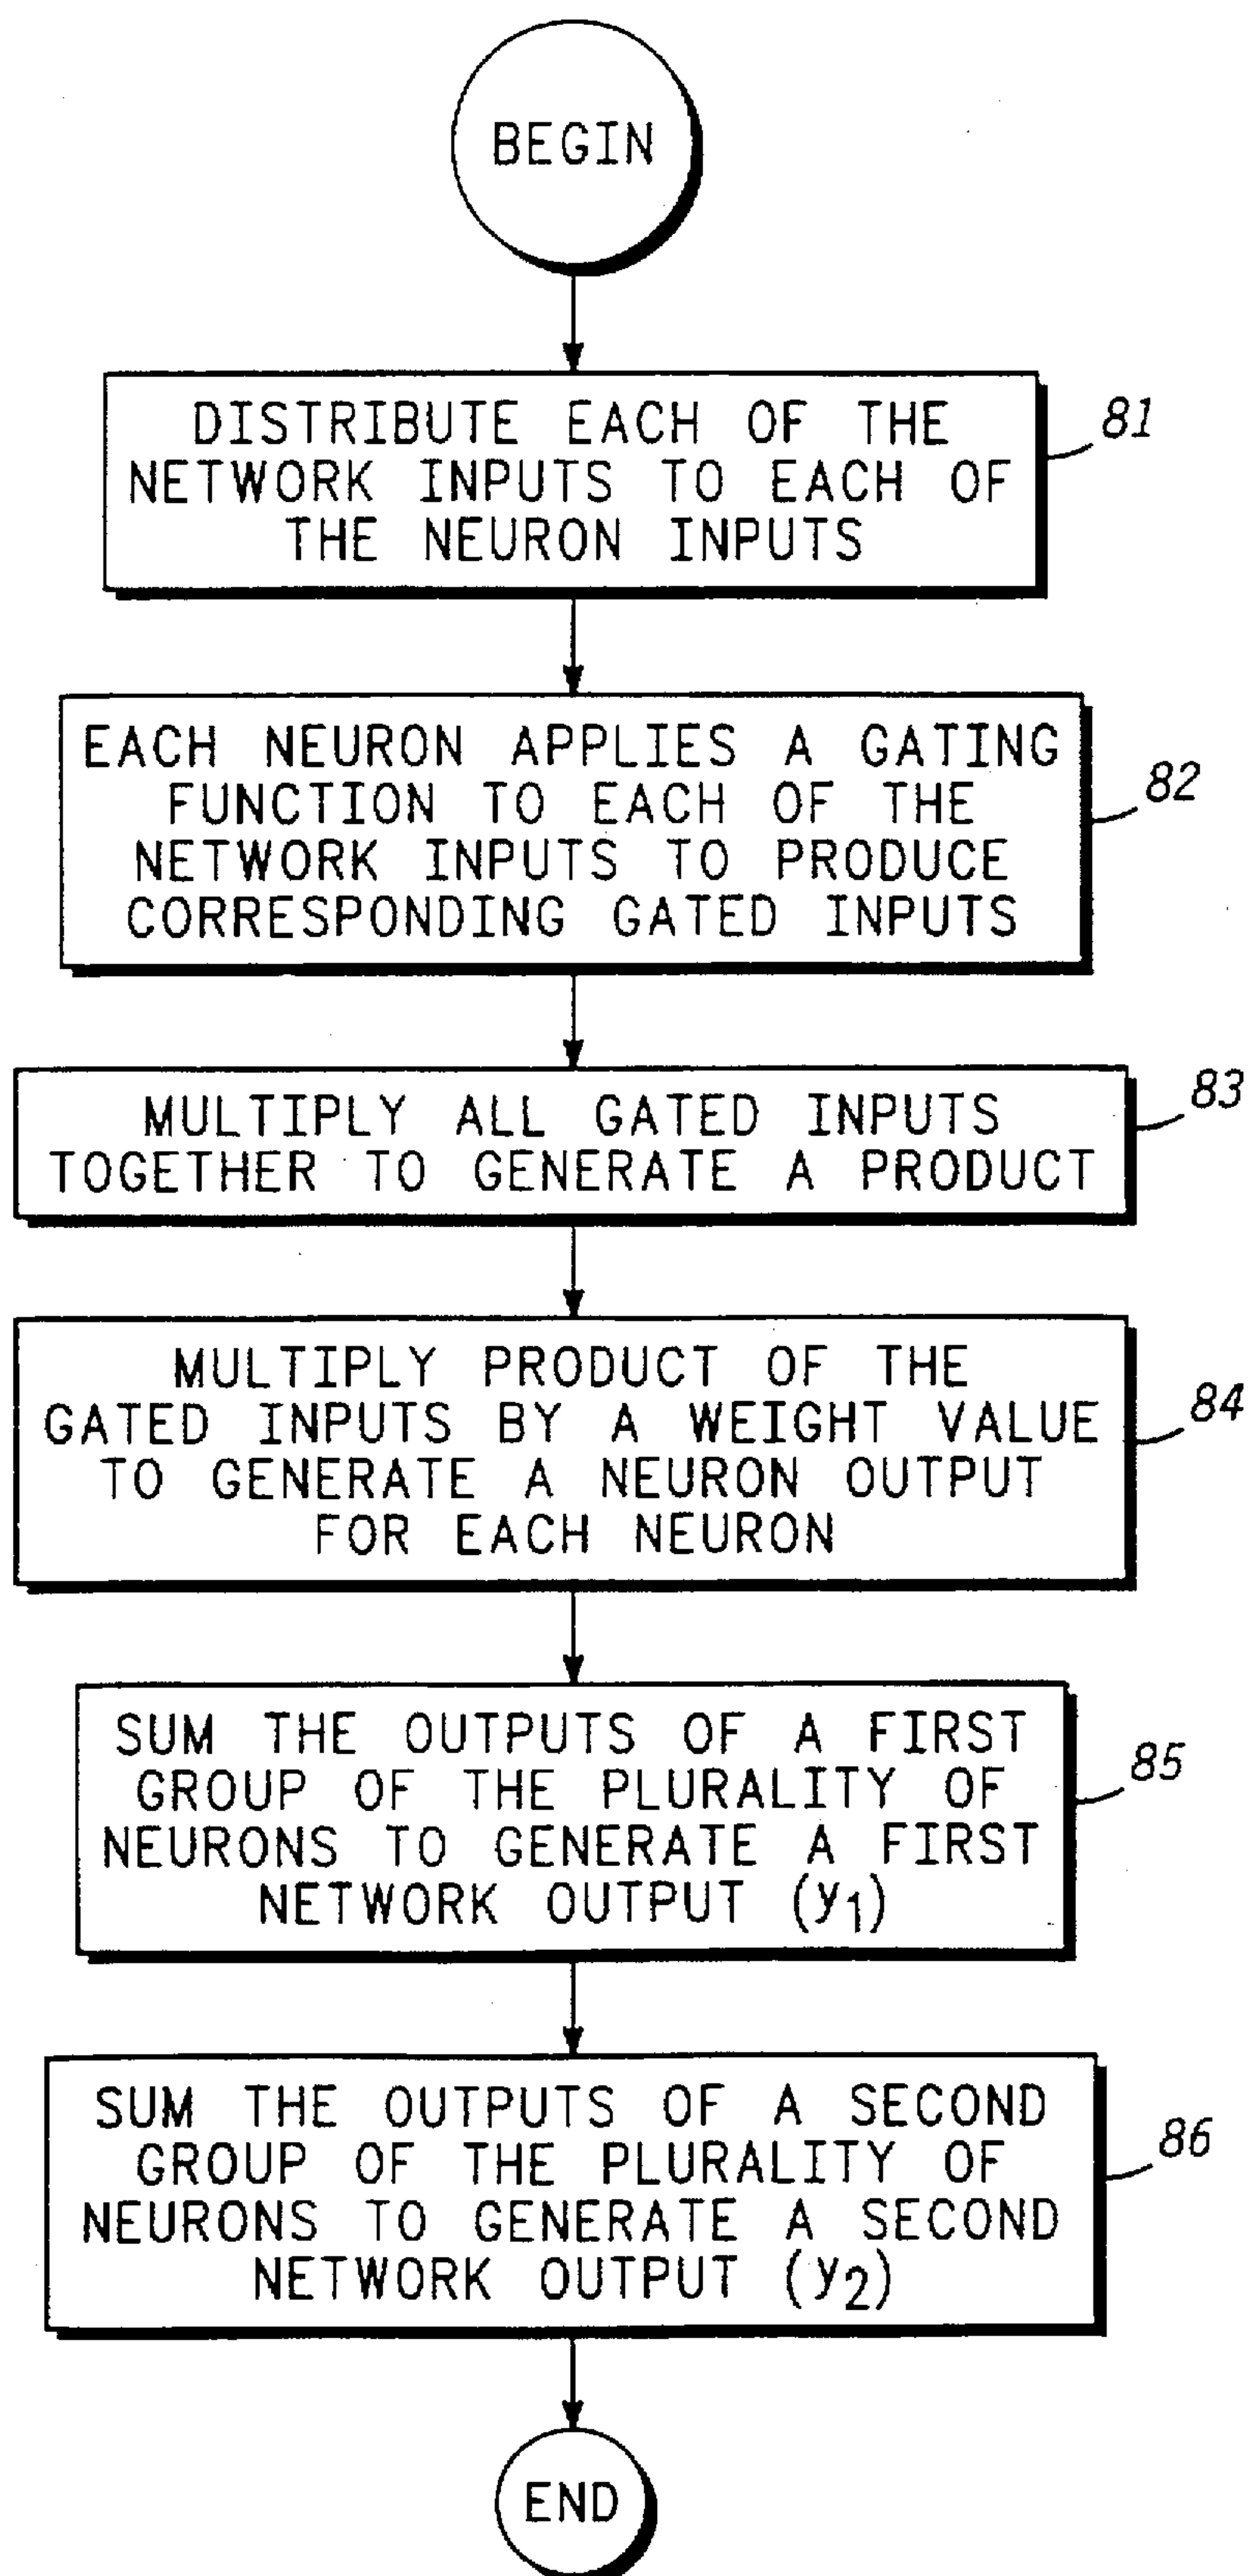 BEGIN
DISTRIBUTE EACH OF THE
NETWORK INPUTS TO EACH OF
THE NEURON INPUTS
81
EACH NEURON APPLIES A GATING
FUNCTION TO EACH OF THE
NETWORK INPUTS TO PRODUCE
CORRESPONDING GATED INPUTS
82
MULTIPLY ALL GATED INPUTS
TOGETHER TO GENERATE A PRODUCT
83
MULTIPLY PRODUCT OF THE
GATED INPUTS BY A WEIGHT VALUE
TO GENERATE A NEURON OUTPUT
FOR EACH NEURON
84
SUM THE OUTPUTS OF A FIRST
GROUP OF THE PLURALITY OF
NEURONS TO GENERATE A FIRST
NETWORK OUTPUT (y₁)
85
SUM THE OUTPUTS OF A SECOND
GROUP OF THE PLURALITY OF
NEURONS TO GENERATE A SECOND
NETWORK OUTPUT (y₂)
86
END